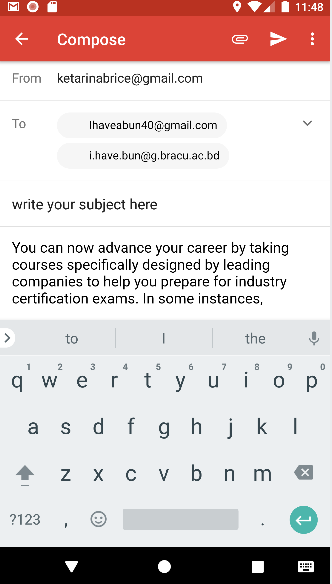 11:48
Compose
From ketarinabrice@gmail.com
To lhaveabun40@gmail.com
i.have.bun@g.bracu.ac.bd
write your subject here
You can now advance your career by taking
courses specifically designed by leading
companies to help you prepare for industry
certification exams. In some instances,
to I the
1 2 3 4 5 6 7 8 9 0
q w e r t y u i o p
a s d f g h j k l
z x c v b n m
?123 , .